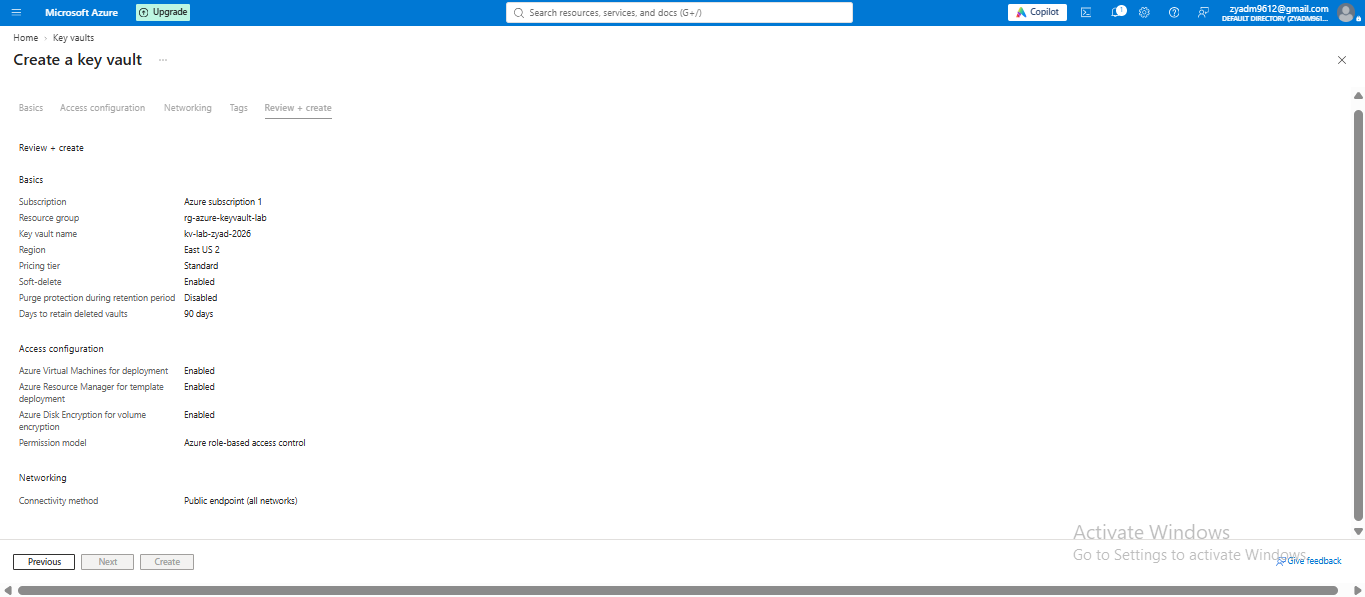 Microsoft Azure
Upgrade
Search resources, services, and docs (G+/)
Copilot
1
zyadm9612@gmail.com
DEFAULT DIRECTORY (ZYADM961...
Home › Key vaults
Create a key vault ...
Basics Access configuration Networking Tags Review + create
Review + create
Basics
Subscription Azure subscription 1
Resource group rg-azure-keyvault-lab
Key vault name kv-lab-zyad-2026
Region East US 2
Pricing tier Standard
Soft-delete Enabled
Purge protection during retention period Disabled
Days to retain deleted vaults 90 days
Access configuration
Azure Virtual Machines for deployment Enabled
Azure Resource Manager for template Enabled
deployment
Azure Disk Encryption for volume Enabled
encryption
Permission model Azure role-based access control
Networking
Connectivity method Public endpoint (all networks)
Activate Windows
Go to Settings to activate Windows.
Previous Next Create
Give feedback